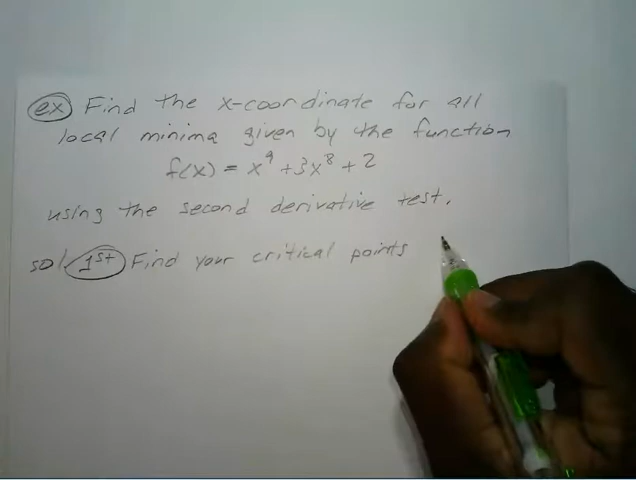 ex Find the x-coordinate for all
local minima given by the function
f(x) = x⁹ + 3x⁸ + 2
using the second derivative test.
sol. 1st Find your critical points